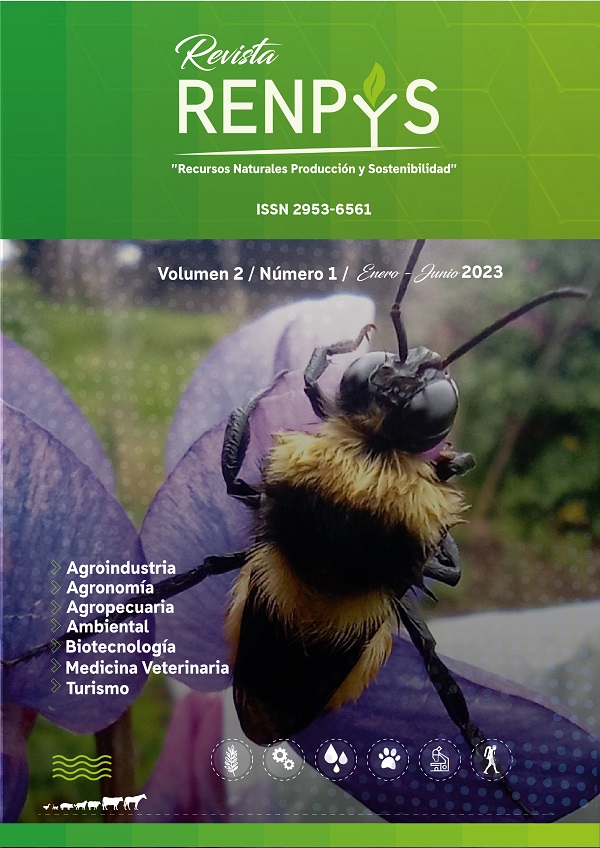 Revista
RENPYS
"Recursos Naturales Producción y Sostenibilidad"
ISSN 2953-6561
Volumen 2 / Número 1 / Enero - Junio 2023
Agroindustria
Agronomía
Agropecuaria
Ambiental
Biotecnología
Medicina Veterinaria
Turismo